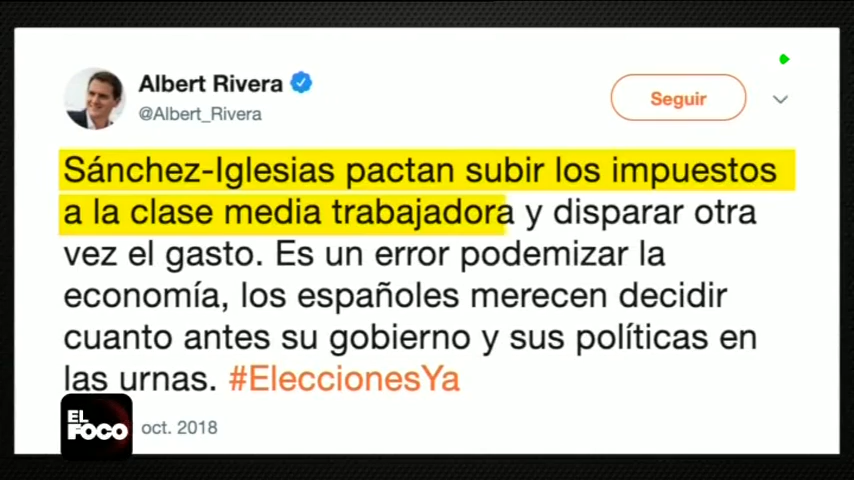 Albert Rivera
@Albert_Rivera
Seguir
Sánchez-Iglesias pactan subir los impuestos
a la clase media trabajadora y disparar otra
vez el gasto. Es un error podemizar la
economía, los españoles merecen decidir
cuanto antes su gobierno y sus políticas en
las urnas. #EleccionesYa
EL
FOCO
oct. 2018